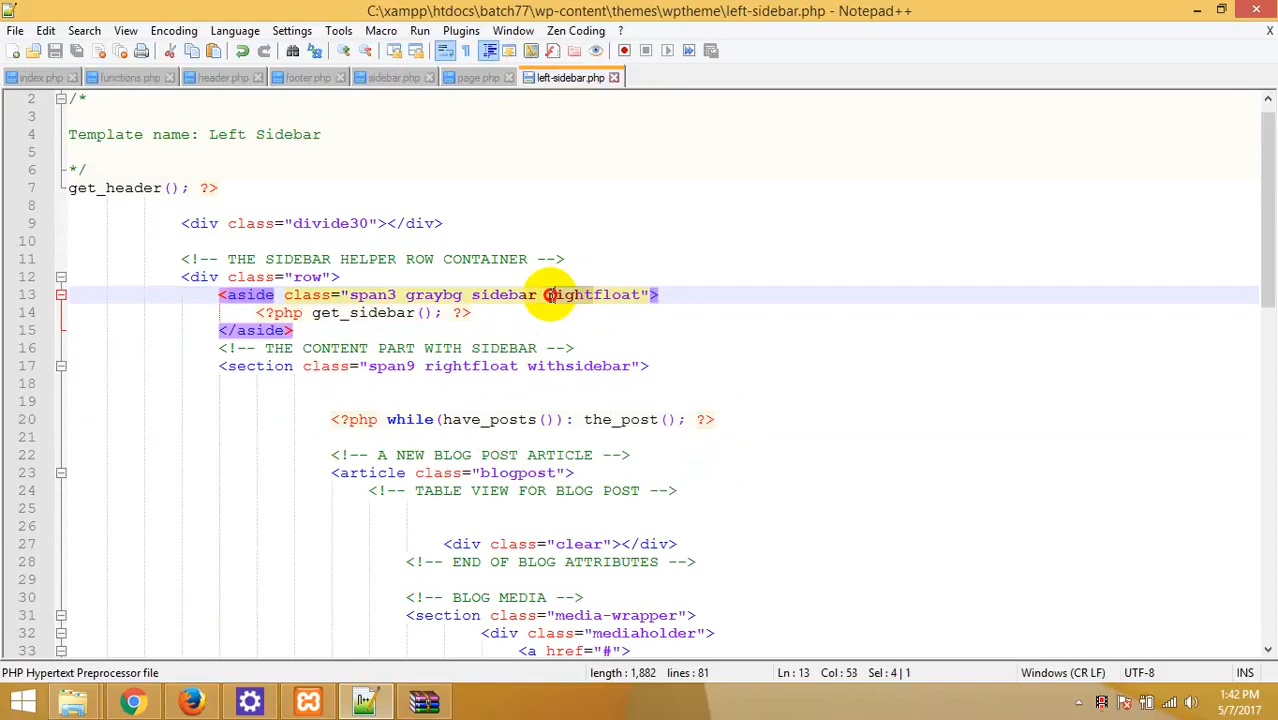 C:\xampp\htdocs\batch77\wp-content\themes\wptheme\left-sidebar.php - Notepad++
File Edit Search View Encoding Language Settings Tools Macro Run Plugins Window Zen Coding ? X
index.php functions.php header.php footer.php sidebar.php page.php left-sidebar.php
2 /*
3
4 Template name: Left Sidebar
5
6 */
7 get_header(); ?>
8
9 <div class="divide30"></div>
10
11 <!-- THE SIDEBAR HELPER ROW CONTAINER -->
12 <div class="row">
13 <aside class="span3 graybg sidebar rightfloat">
14 <?php get_sidebar(); ?>
15 </aside>
16 <!-- THE CONTENT PART WITH SIDEBAR -->
17 <section class="span9 rightfloat withsidebar">
18
19
20 <?php while(have_posts()): the_post(); ?>
21
22 <!-- A NEW BLOG POST ARTICLE -->
23 <article class="blogpost">
24 <!-- TABLE VIEW FOR BLOG POST -->
25
26
27 <div class="clear"></div>
28 <!-- END OF BLOG ATTRIBUTES -->
29
30 <!-- BLOG MEDIA -->
31 <section class="media-wrapper">
32 <div class="mediaholder">
33 <a href="#">
PHP Hypertext Preprocessor file length : 1,882 lines : 81 Ln : 13 Col : 53 Sel : 4 | 1 Windows (CR LF) UTF-8 INS
1:42 PM
5/7/2017